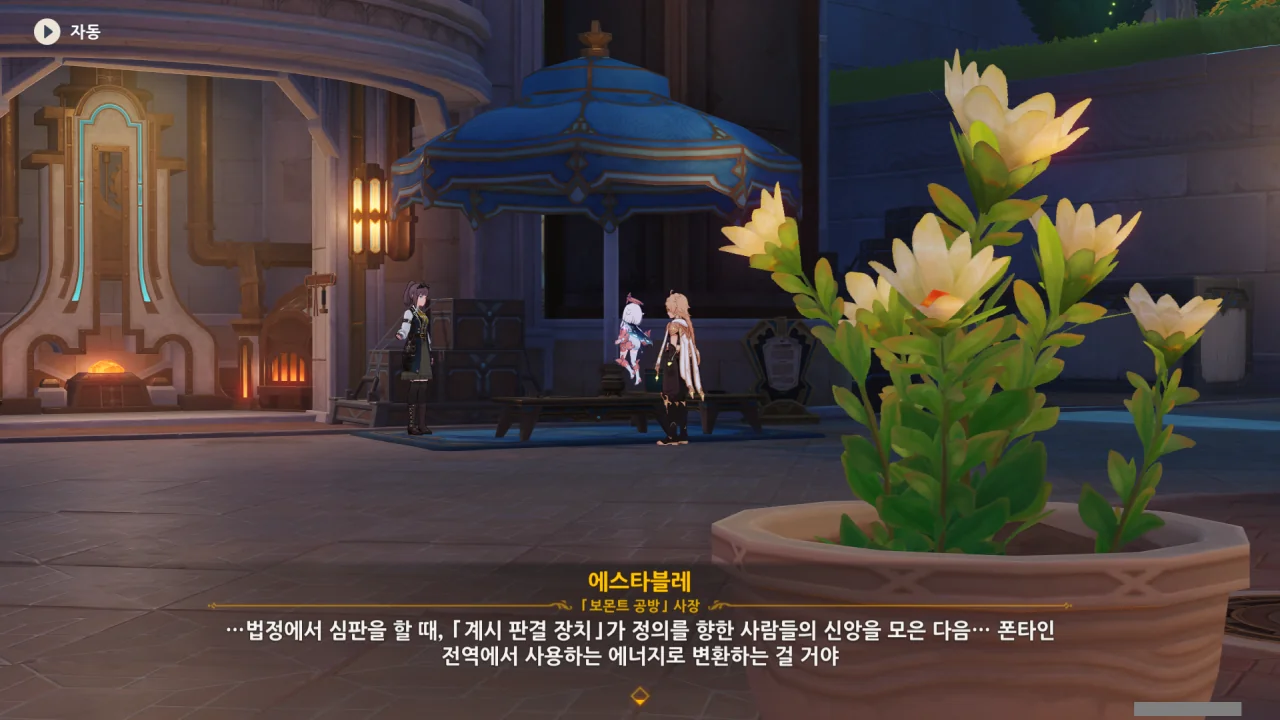 자동
에스타블레
「보몬트 공방」 사장
…법정에서 심판을 할 때, 「계시 판결 장치」가 정의를 향한 사람들의 신앙을 모은 다음… 폰타인
전역에서 사용하는 에너지로 변환하는 걸 거야